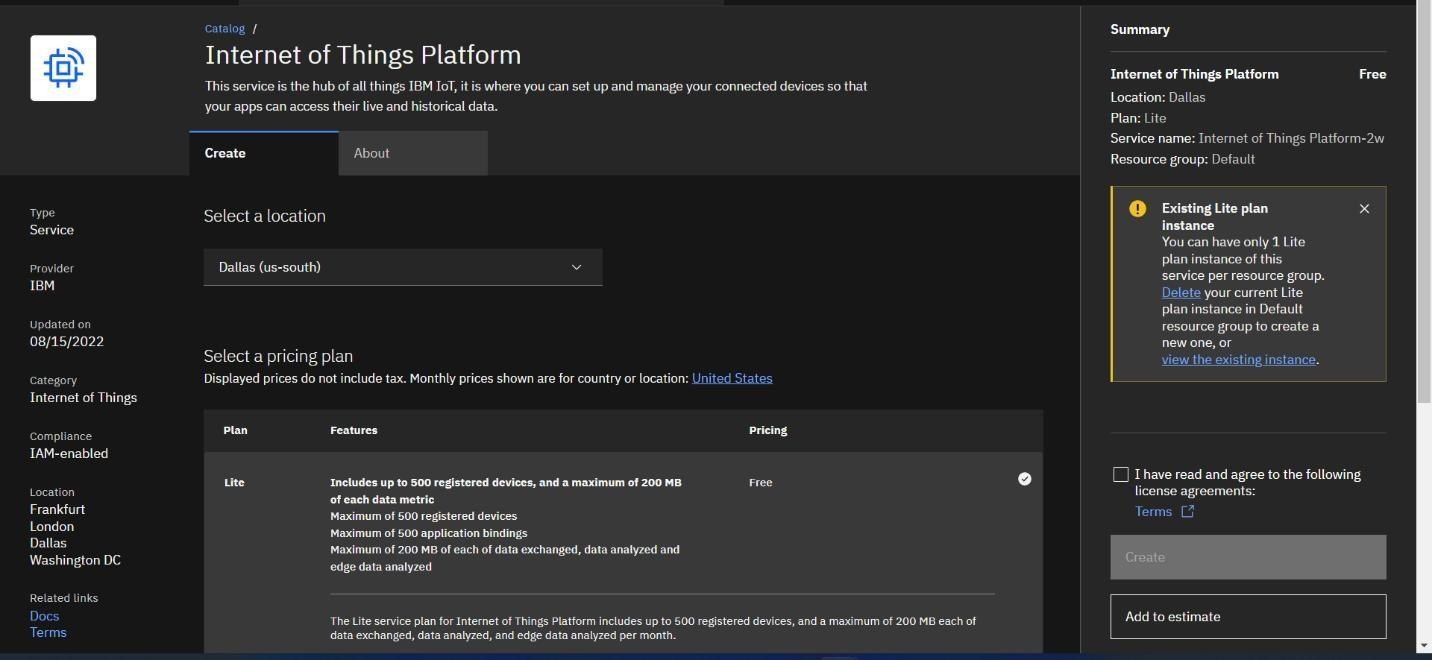 Catalog /
Internet of Things Platform
This service is the hub of all things IBM IoT, it is where you can set up and manage your connected devices so that
your apps can access their live and historical data.
Create
About
Type
Service
Provider
IBM
Updated on
08/15/2022
Category
Internet of Things
Compliance
IAM-enabled
Location
Frankfurt
London
Dallas
Washington DC
Related links
Docs
Terms
Select a location
Dallas (us-south)
Select a pricing plan
Displayed prices do not include tax. Monthly prices shown are for country or location: United States
Plan Features Pricing
Lite
Includes up to 500 registered devices, and a maximum of 200 MB
of each data metric
Maximum of 500 registered devices
Maximum of 500 application bindings
Maximum of 200 MB of each of data exchanged, data analyzed and
edge data analyzed
Free
The Lite service plan for Internet of Things Platform includes up to 500 registered devices, and a maximum of 200 MB each of
data exchanged, data analyzed, and edge data analyzed per month.
Summary
Internet of Things Platform Free
Location: Dallas
Plan: Lite
Service name: Internet of Things Platform-2w
Resource group: Default
Existing Lite plan
instance
You can have only 1 Lite
plan instance of this
service per resource group.
Delete your current Lite
plan instance in Default
resource group to create a
new one, or
view the existing instance.
I have read and agree to the following
license agreements:
Terms
Create
Add to estimate